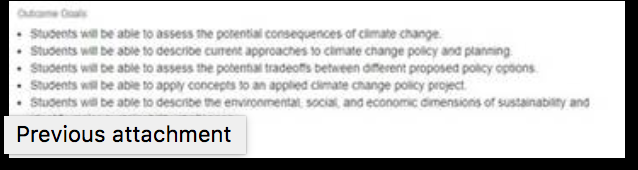 Outcome Goals
• Students will be able to assess the potential consequences of climate change.
• Students will be able to describe current approaches to climate change policy and planning.
• Students will be able to assess the potential tradeoffs between different proposed policy options.
• Students will be able to apply concepts to an applied climate change policy project.
• Students will be able to describe the environmental, social, and economic dimensions of sustainability and
Previous attachment